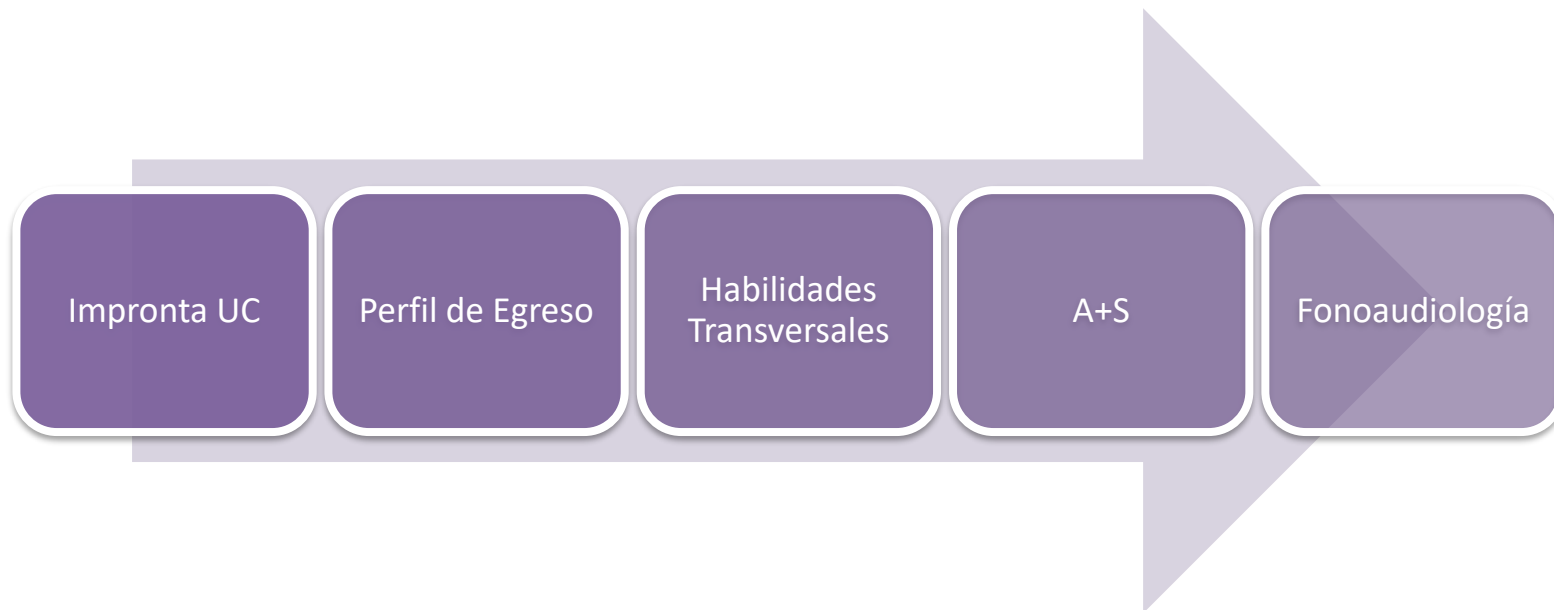 Impronta UC
Perfil de Egreso
Habilidades
Transversales
A+S
Fonoaudiología